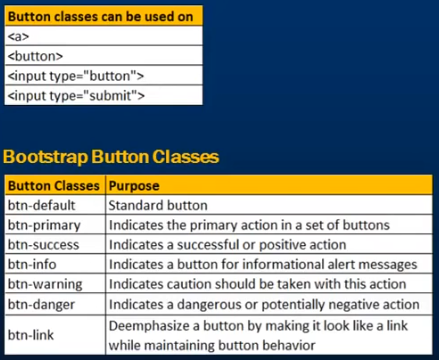 Button classes can be used on
<a>
<button>
<input type="button">
<input type="submit">
Bootstrap Button Classes
Button Classes Purpose
btn-default Standard button
btn-primary Indicates the primary action in a set of buttons
btn-success Indicates a successful or positive action
btn-info Indicates a button for informational alert messages
btn-warning Indicates caution should be taken with this action
btn-danger Indicates a dangerous or potentially negative action
btn-link Deemphasize a button by making it look like a link
while maintaining button behavior